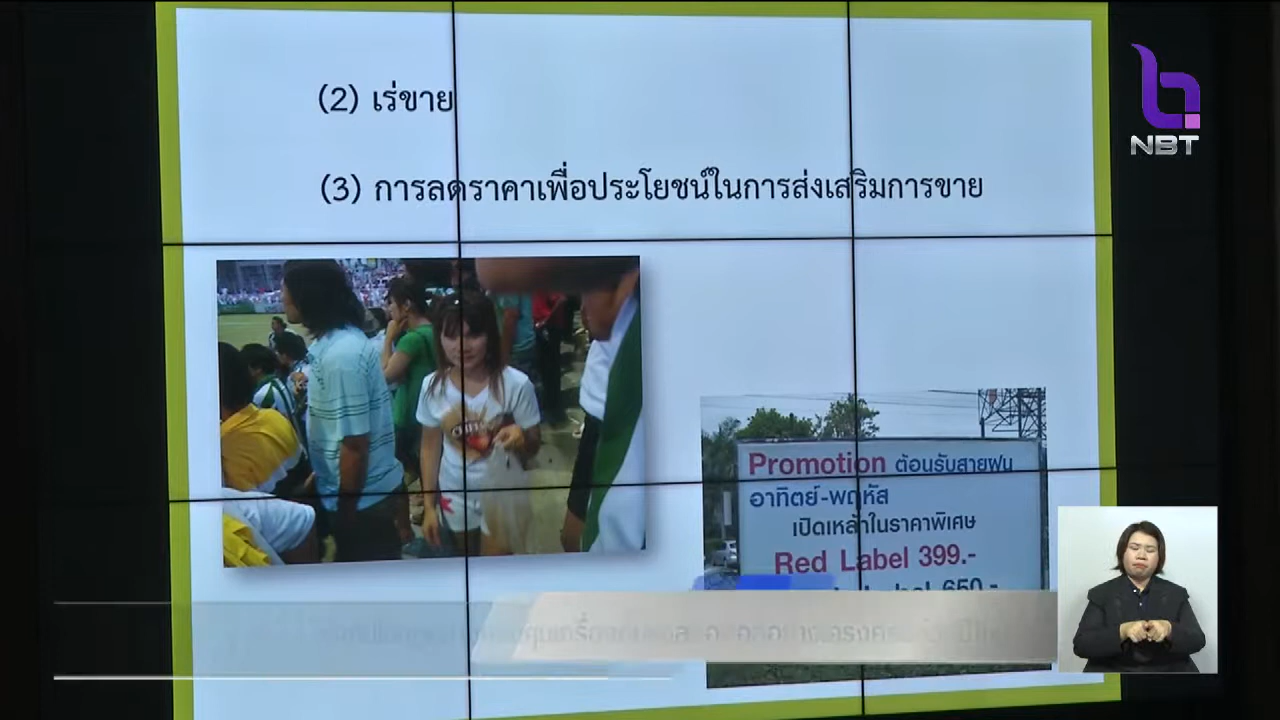 (2) เร่ขาย
(3) การลดราคาเพื่อประโยชน์ในการส่งเสริมการขาย
NBT
Promotion ต้อนรับสายฝน
อาทิตย์-พฤหัส
เปิดเหล้าในราคาพิเศษ
Red Label 399.-
Label 650.-